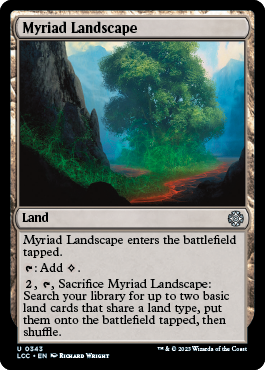 Myriad Landscape
Land
Myriad Landscape enters the battlefield
tapped.
: Add .
2, , Sacrifice Myriad Landscape:
Search your library for up to two basic
land cards that share a land type, put
them onto the battlefield tapped, then
shuffle.
U 0343
LCC • EN Richard Wright
™ & © 2023 Wizards of the Coast